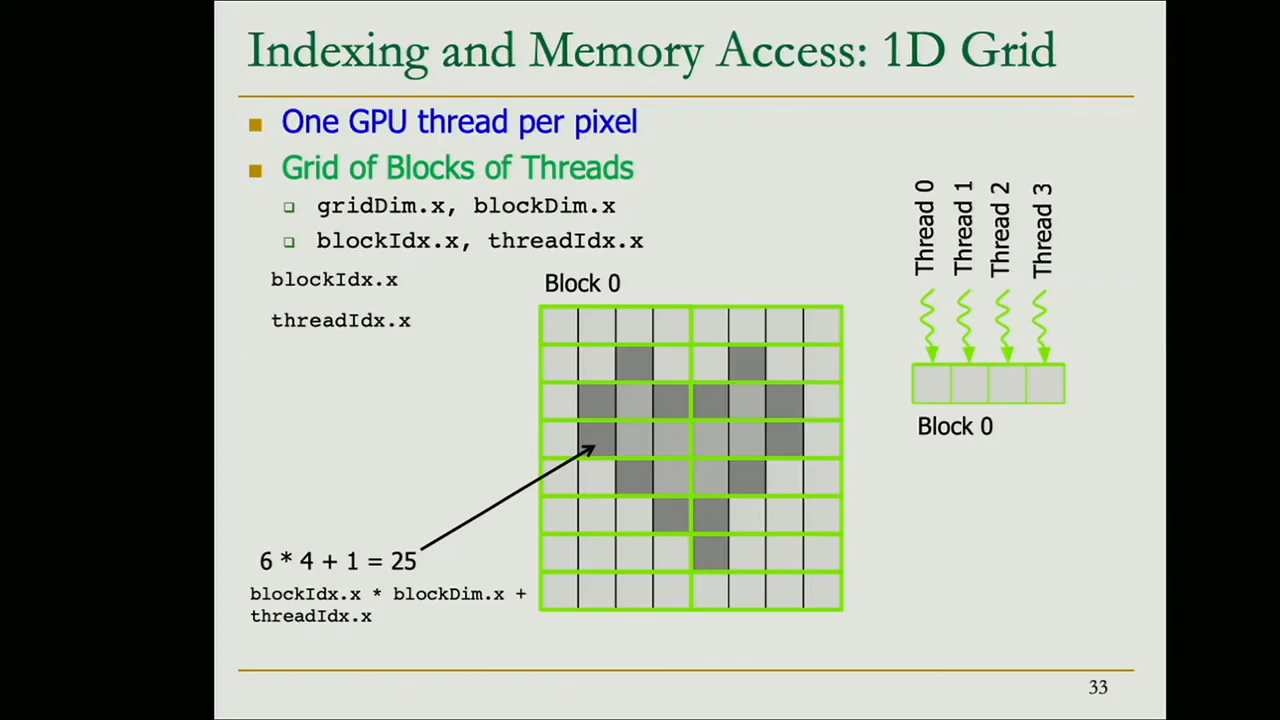 Indexing and Memory Access: 1D Grid
One GPU thread per pixel
Grid of Blocks of Threads
gridDim.x, blockDim.x
blockIdx.x, threadIdx.x
blockIdx.x
threadIdx.x
Block 0
Thread 0
Thread 1
Thread 2
Thread 3
Block 0
6 * 4 + 1 = 25
blockIdx.x * blockDim.x +
threadIdx.x
33